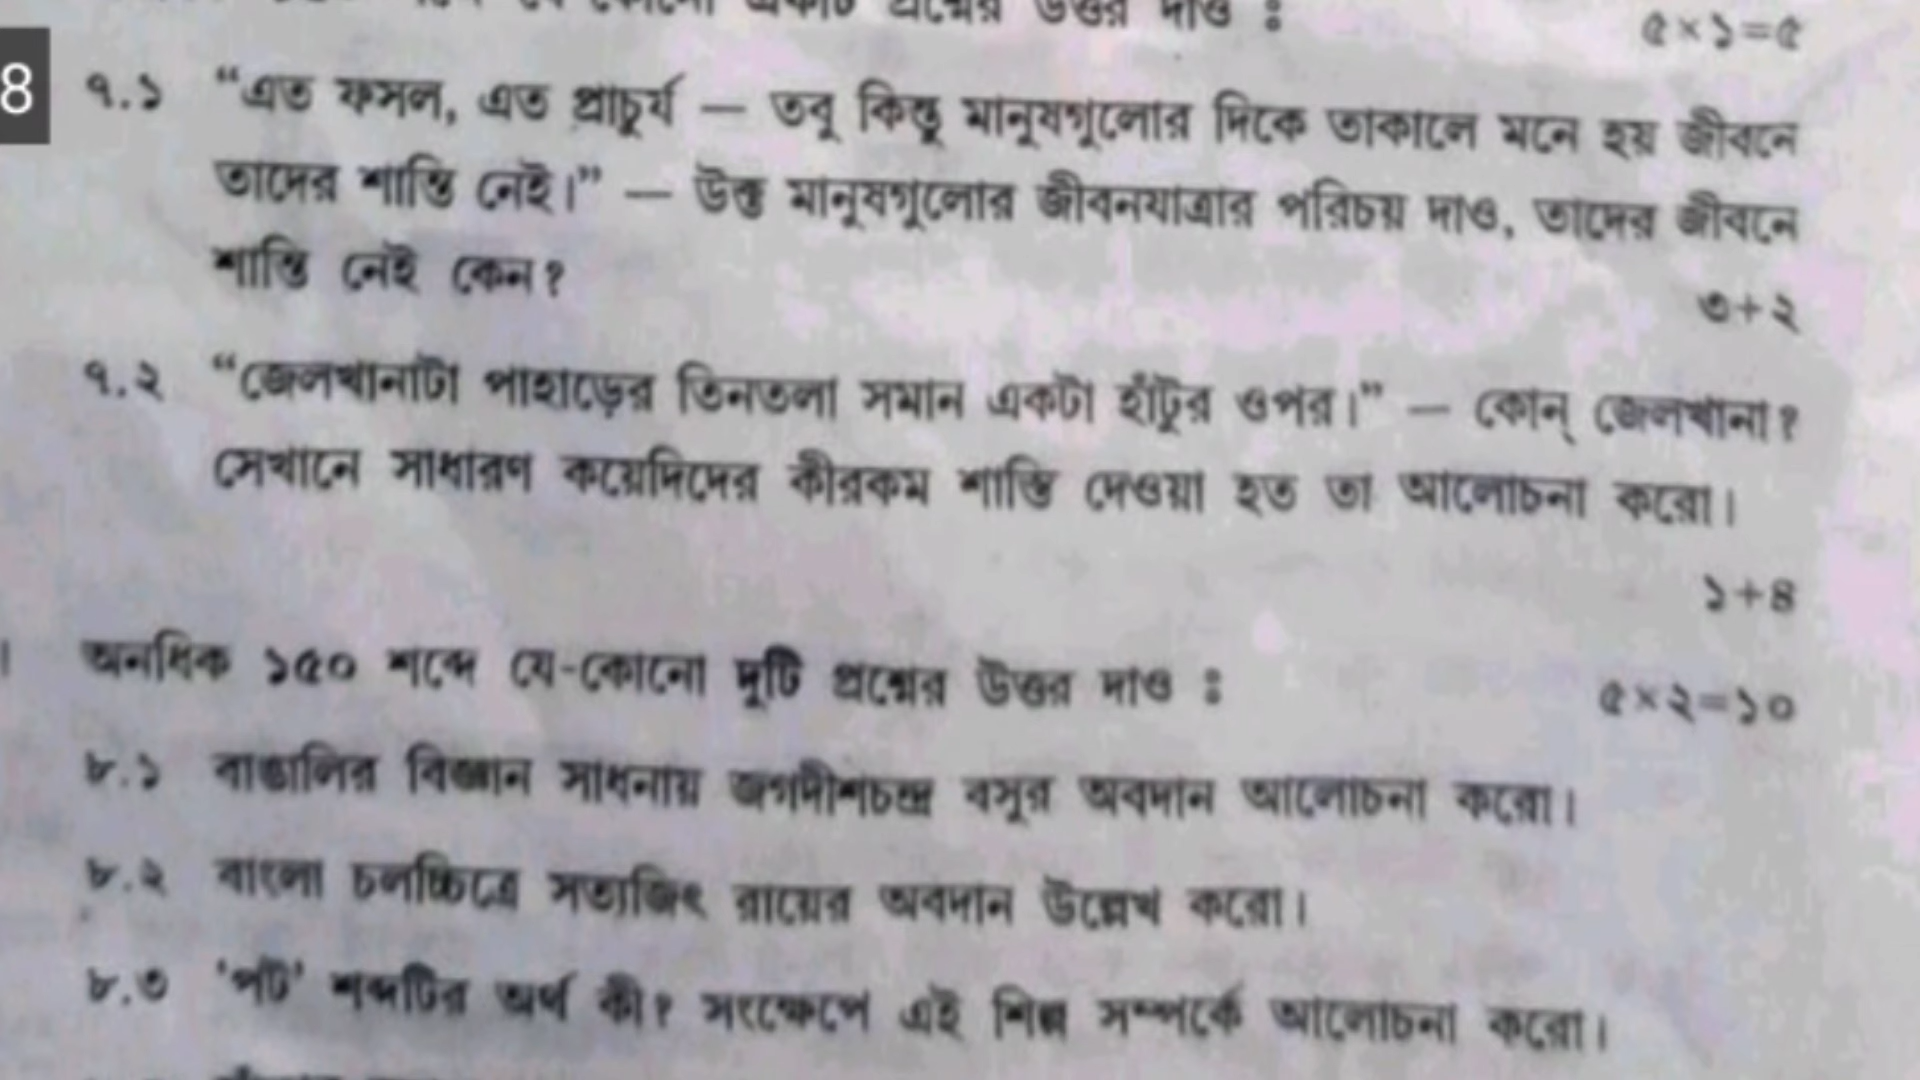 যে কোনো একটি প্রশ্নের উত্তর দাও ঃ ৫×১=৫
8 ৭.১ “এত ফসল, এত প্রাচুর্য — তবু কিন্তু মানুষগুলোর দিকে তাকালে মনে হয় জীবনে
তাদের শান্তি নেই।” — উক্ত মানুষগুলোর জীবনযাত্রার পরিচয় দাও, তাদের জীবনে
শান্তি নেই কেন?
৩+২
৭.২ “জেলখানাটা পাহাড়ের তিনতলা সমান একটা হাঁটুর ওপর।” — কোন্ জেলখানা?
সেখানে সাধারণ কয়েদিদের কীরকম শাস্তি দেওয়া হত তা আলোচনা করো।
১+৪
। অনধিক ১৫০ শব্দে যে-কোনো দুটি প্রশ্নের উত্তর দাও ঃ ৫×২=১০
৮.১ বাঙালির বিজ্ঞান সাধনায় জগদীশচন্দ্র বসুর অবদান আলোচনা করো।
৮.২ বাংলা চলচ্চিত্রে সত্যজিৎ রায়ের অবদান উল্লেখ করো।
৮.৩ ‘পট’ শব্দটির অর্থ কী? সংক্ষেপে এই শিল্প সম্পর্কে আলোচনা করো।